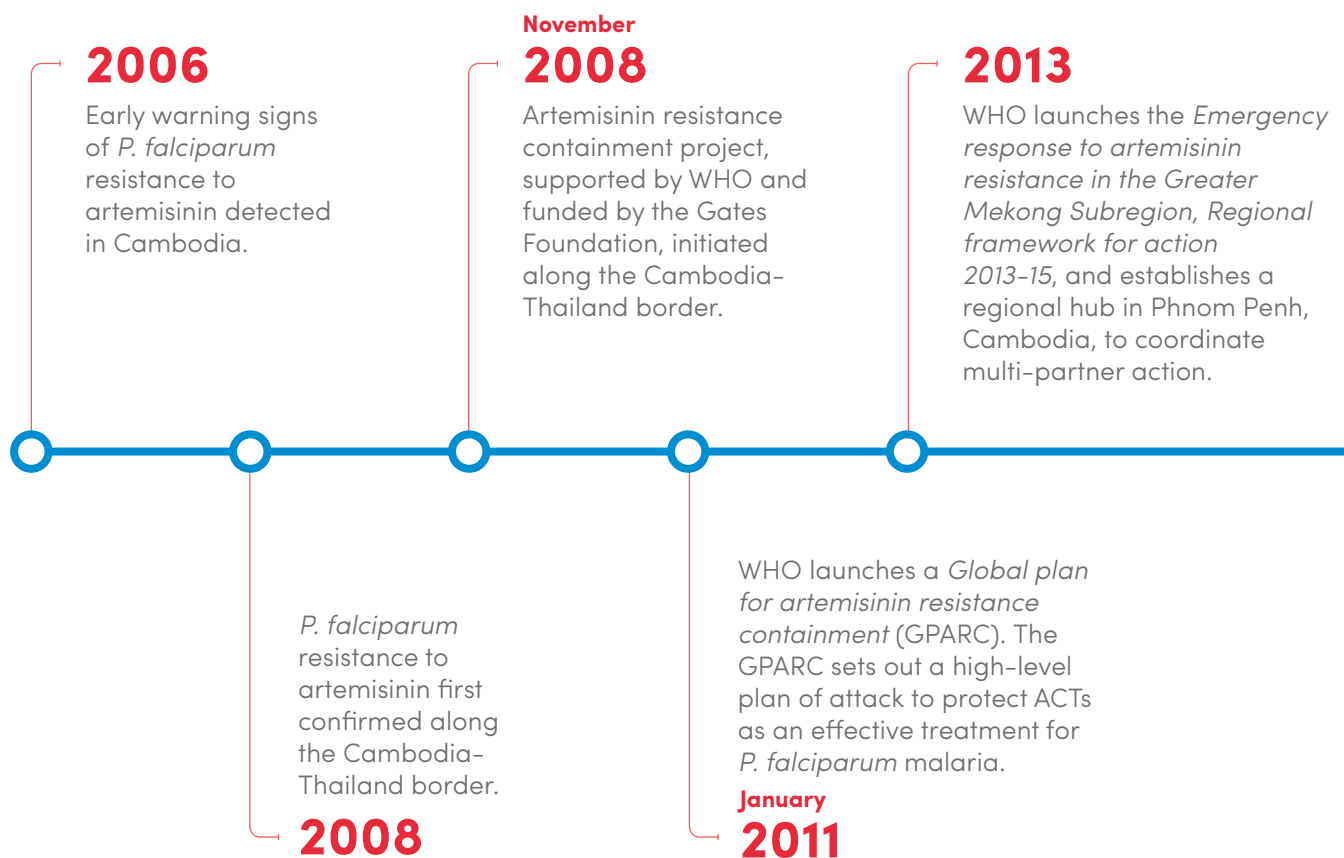 2006
Early warning signs
of P. falciparum
resistance to
artemisinin detected
in Cambodia.
P. falciparum
resistance to
artemisinin first
confirmed along
the Cambodia-
Thailand border.
2008
November
2008
Artemisinin resistance
containment project,
supported by WHO and
funded by the Gates
Foundation, initiated
along the Cambodia-
Thailand border.
WHO launches a Global plan
for artemisinin resistance
containment (GPARC). The
GPARC sets out a high-level
plan of attack to protect ACTs
as an effective treatment for
P. falciparum malaria.
January
2011
2013
WHO launches the Emergency
response to artemisinin
resistance in the Greater
Mekong Subregion, Regional
framework for action
2013-15, and establishes a
regional hub in Phnom Penh,
Cambodia, to coordinate
multi-partner action.